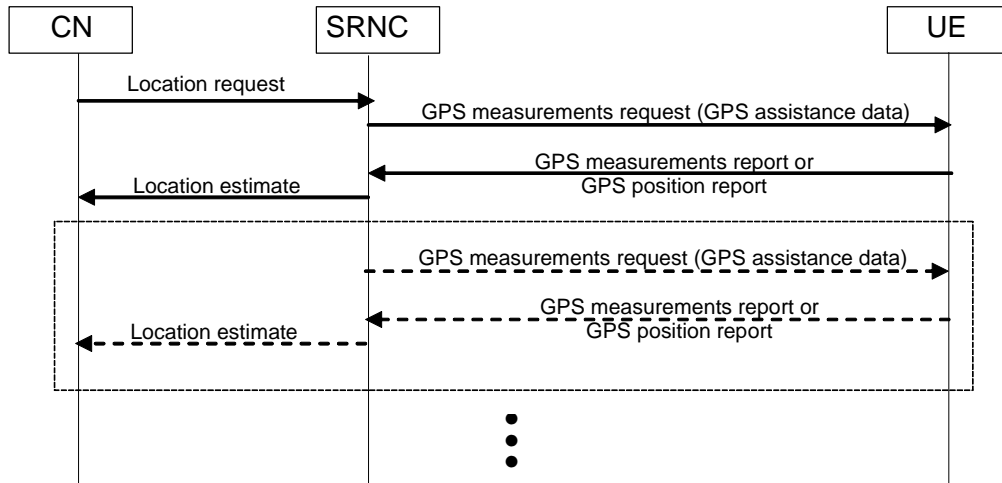 CN
SRNC
UE
Location request
GPS measurements request (GPS assistance data)
GPS measurements report or
GPS position report
Location estimate
GPS measurements request (GPS assistance data)
GPS measurements report or
GPS position report
Location estimate